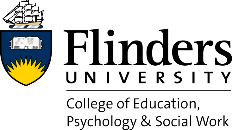 Flinders
UNIVERSITY
College of Education,
Psychology & Social Work